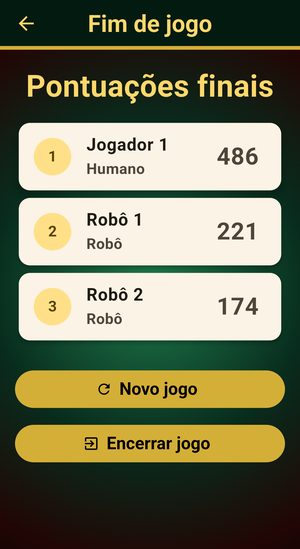 Fim de jogo
Pontuações finais
1
Jogador 1
Humano
486
2
Robô 1
Robô
221
3
Robô 2
Robô
174
Novo jogo
Encerrar jogo